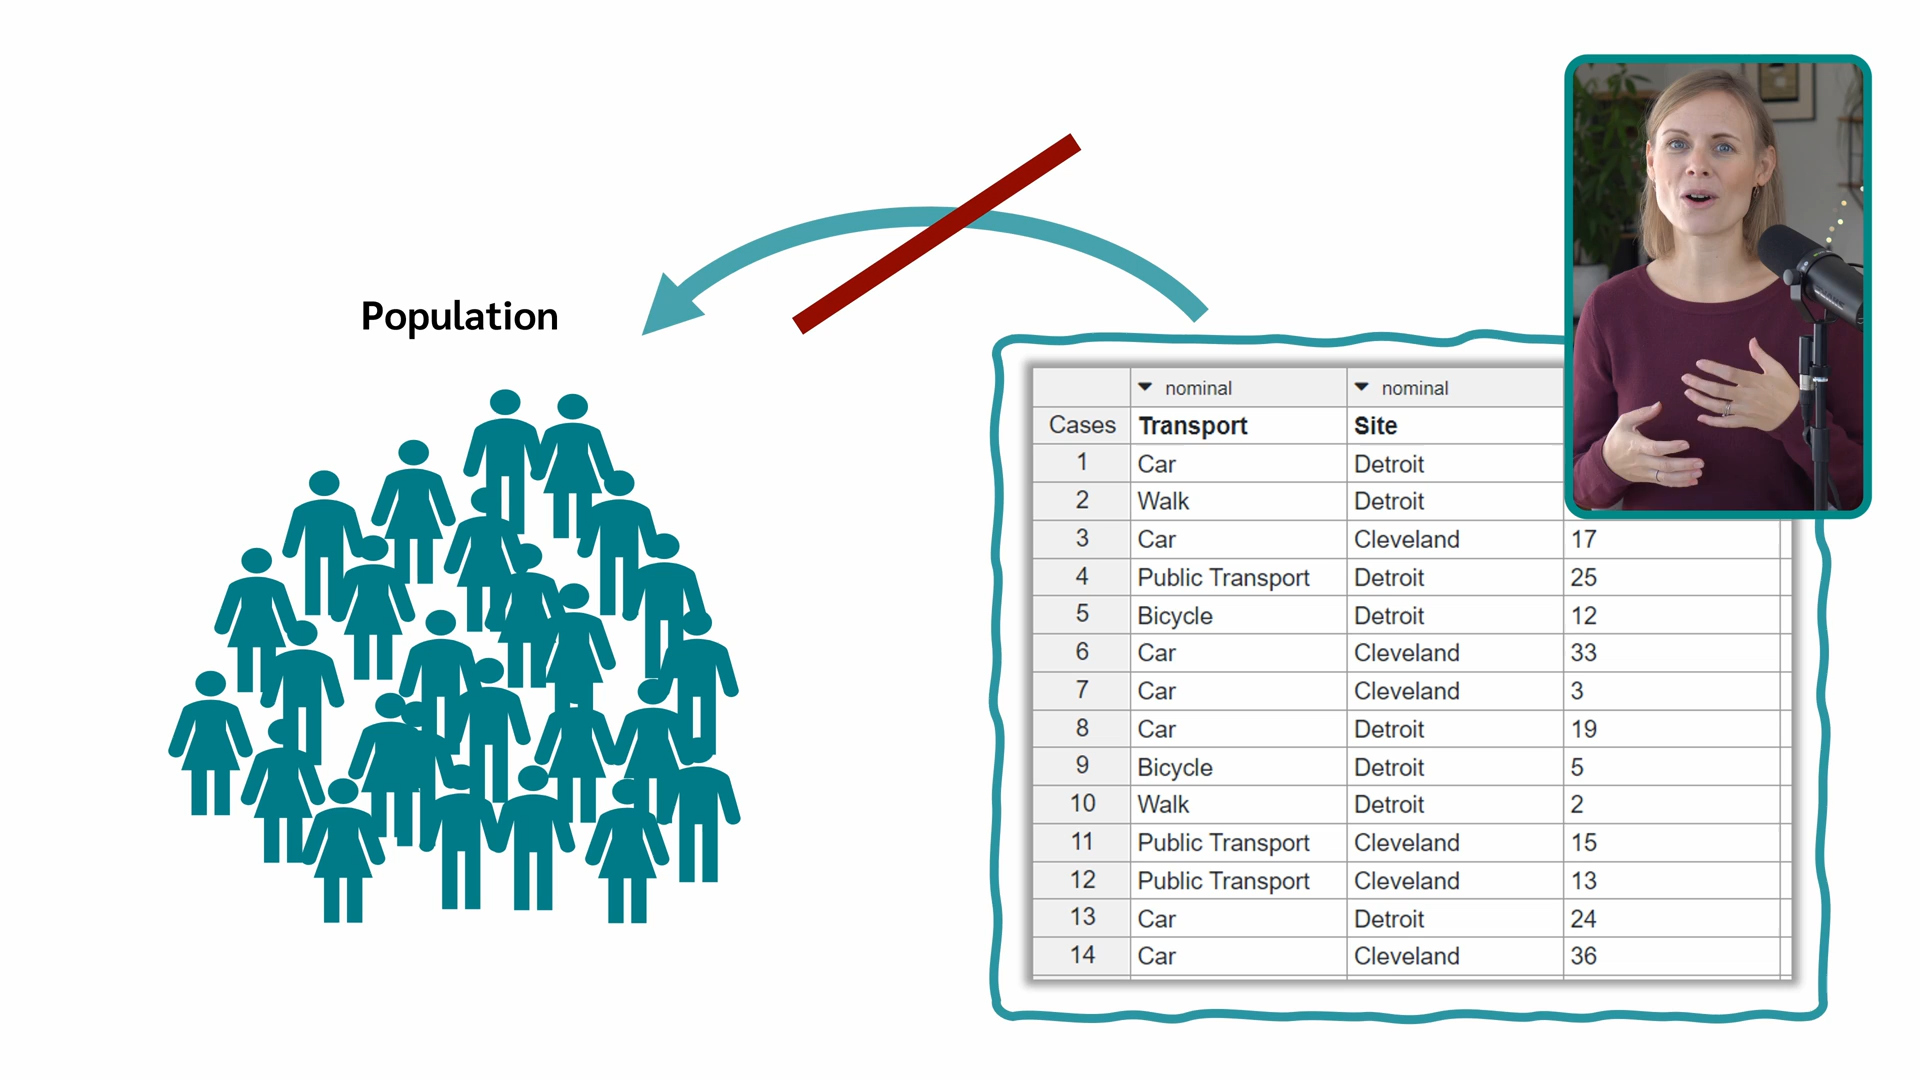 Population
nominal nominal
Cases Transport Site
1 Car Detroit
2 Walk Detroit
3 Car Cleveland 17
4 Public Transport Detroit 25
5 Bicycle Detroit 12
6 Car Cleveland 33
7 Car Cleveland 3
8 Car Detroit 19
9 Bicycle Detroit 5
10 Walk Detroit 2
11 Public Transport Cleveland 15
12 Public Transport Cleveland 13
13 Car Detroit 24
14 Car Cleveland 36